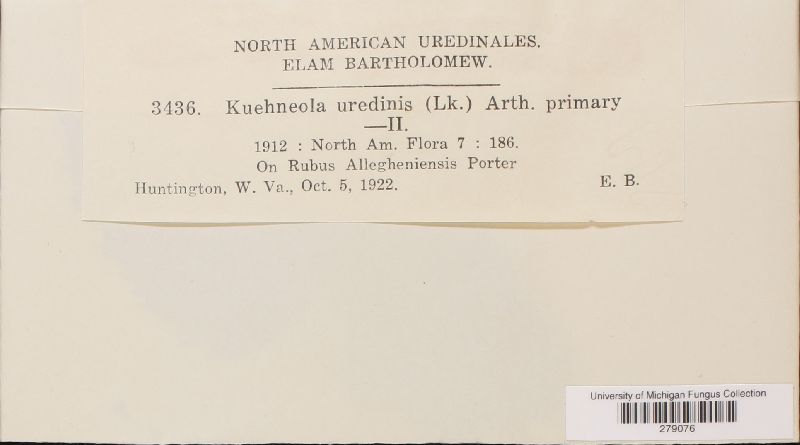 NORTH AMERICAN UREDINALES.
ELAM BARTHOLOMEW.
3436. Kuehneola uredinis (Lk.) Arth. primary
—II.
1912 : North Am. Flora 7 : 186.
On Rubus Allegheniensis Porter
Huntington, W. Va., Oct. 5, 1922. E. B.
University of Michigan Fungus Collection
279076